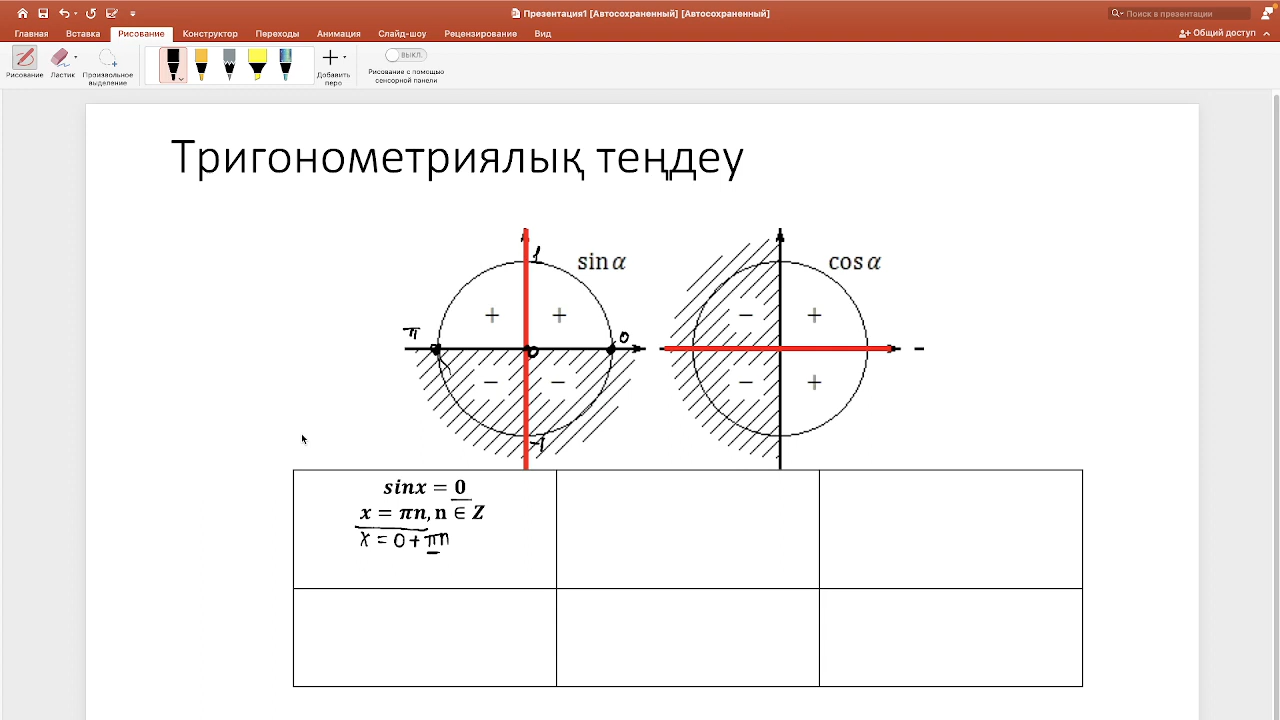 Презентация1 [Автосохраненный] [Автосохраненный]
Поиск в презентации
Главная Вставка Рисование Конструктор Переходы Анимация Слайд-шоу Рецензирование Вид
Общий доступ
Рисование
Ластик
Произвольное
выделение
Добавить
перо
ВЫКЛ.
Рисование с помощью
сенсорной панели
Тригонометриялық теңдеу
1
sin α
cos α
+ +
− +
π
0
0
−
− −
− +
-1
sinx = 0
x = πn, n ∈ Z
x = 0 + πn